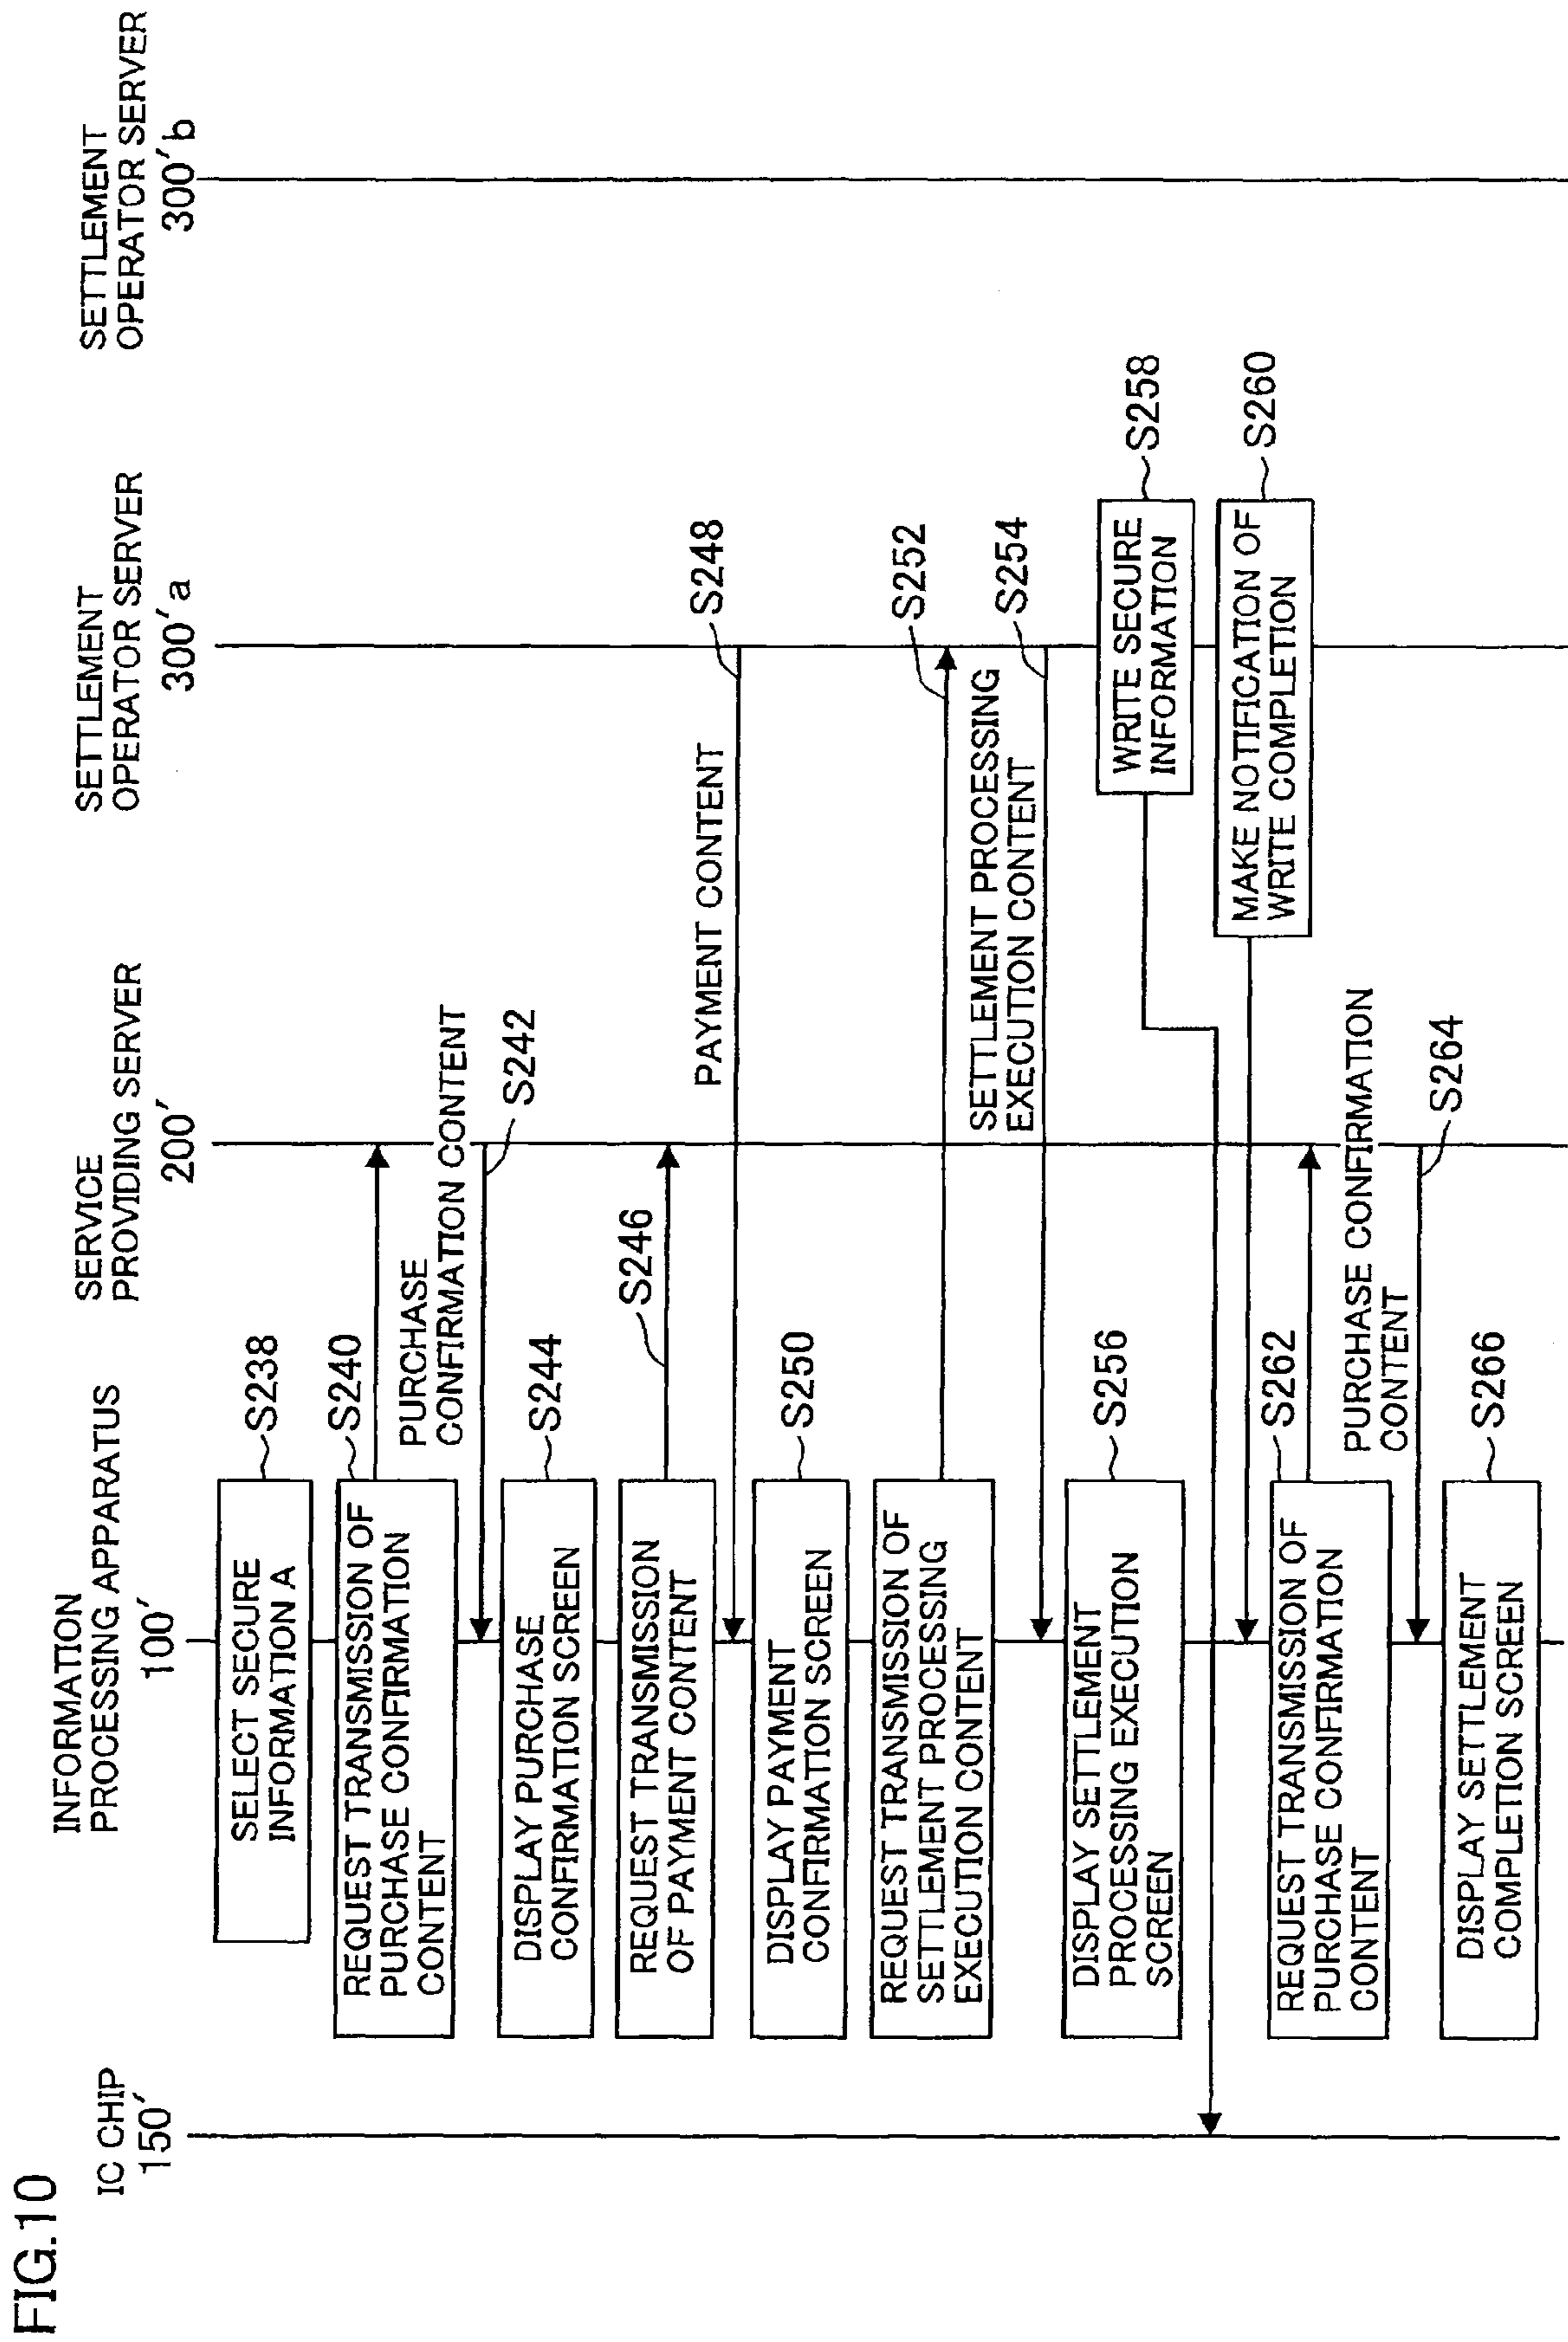 FIG.10
IC CHIP
150′
INFORMATION
PROCESSING APPARATUS
100′
SERVICE
PROVIDING SERVER
200′
SETTLEMENT
OPERATOR SERVER
300′a
SETTLEMENT
OPERATOR SERVER
300′b
SELECT SECURE
INFORMATION A
S238
REQUEST TRANSMISSION OF
PURCHASE CONFIRMATION
CONTENT
S240
PURCHASE
CONFIRMATION CONTENT
S242
DISPLAY PURCHASE
CONFIRMATION SCREEN
S244
REQUEST TRANSMISSION
OF PAYMENT CONTENT
S246
PAYMENT CONTENT
S248
DISPLAY PAYMENT
CONFIRMATION SCREEN
S250
REQUEST TRANSMISSION OF
SETTLEMENT PROCESSING
EXECUTION CONTENT
S252
SETTLEMENT PROCESSING
EXECUTION CONTENT
S254
DISPLAY SETTLEMENT
PROCESSING EXECUTION
SCREEN
S256
WRITE SECURE
INFORMATION
S258
MAKE NOTIFICATION OF
WRITE COMPLETION
S260
REQUEST TRANSMISSION OF
PURCHASE CONFIRMATION
CONTENT
S262
PURCHASE CONFIRMATION
CONTENT
S264
DISPLAY SETTLEMENT
COMPLETION SCREEN
S266